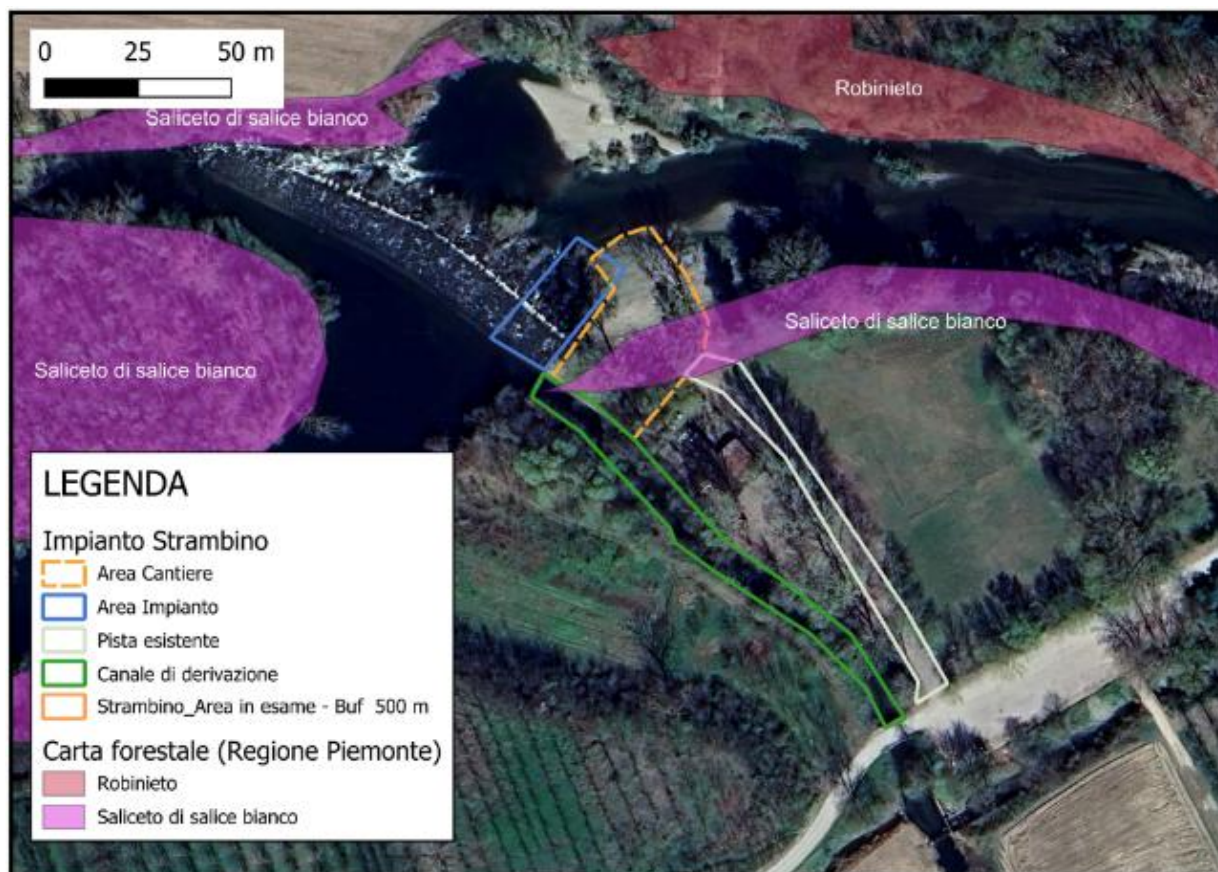 0 25 50 m
Robinieto
Saliceto di salice bianco
Saliceto di salice bianco
Saliceto di salice bianco
LEGENDA
Impianto Strambino
Area Cantiere
Area Impianto
Pista esistente
Canale di derivazione
Strambino_Area in esame - Buf 500 m
Carta forestale (Regione Piemonte)
Robinieto
Saliceto di salice bianco